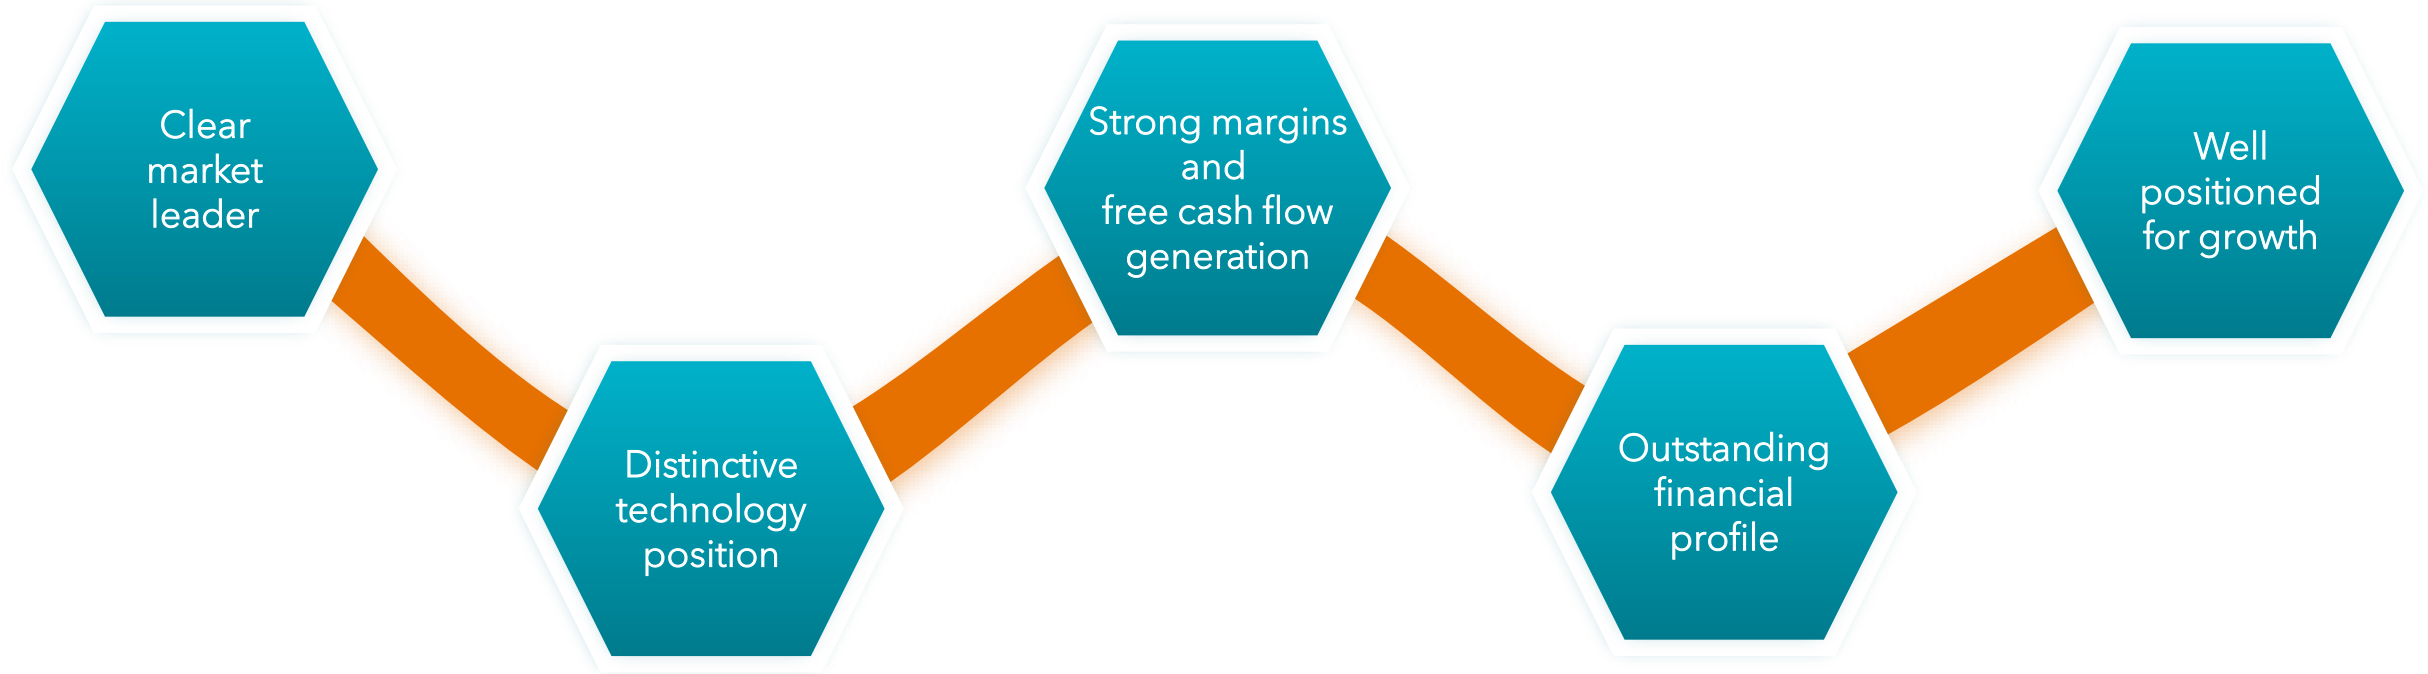 Clear
market
leader
Distinctive
technology
position
Strong margins
and
free cash flow
generation
Outstanding
financial
profile
Well
positioned
for growth